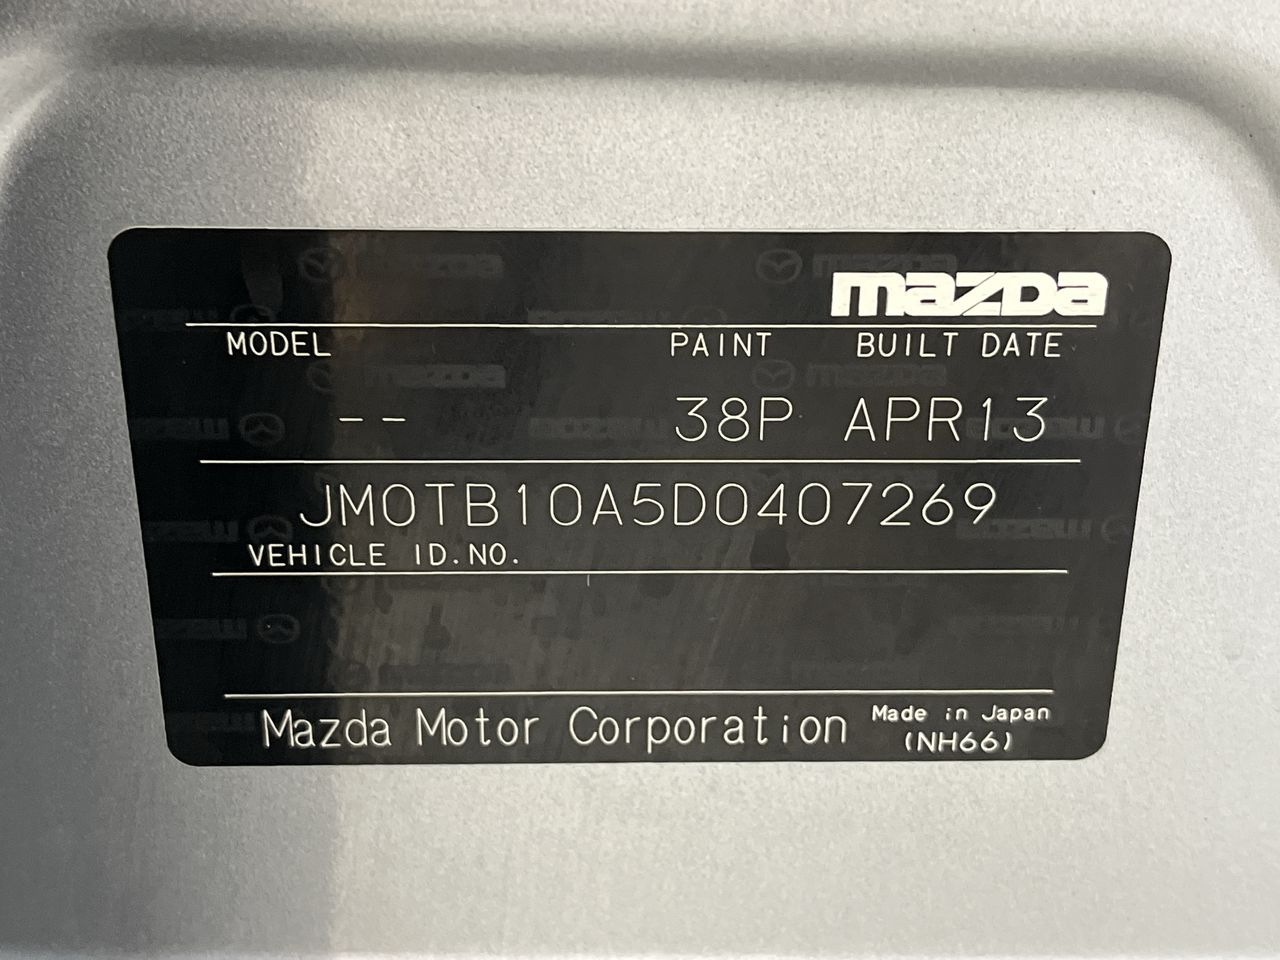 mazda
MODEL PAINT BUILT DATE
-- 38P APR13
JM0TB10A5D0407269
VEHICLE ID.NO.
Mazda Motor Corporation Made in Japan
(NH66)